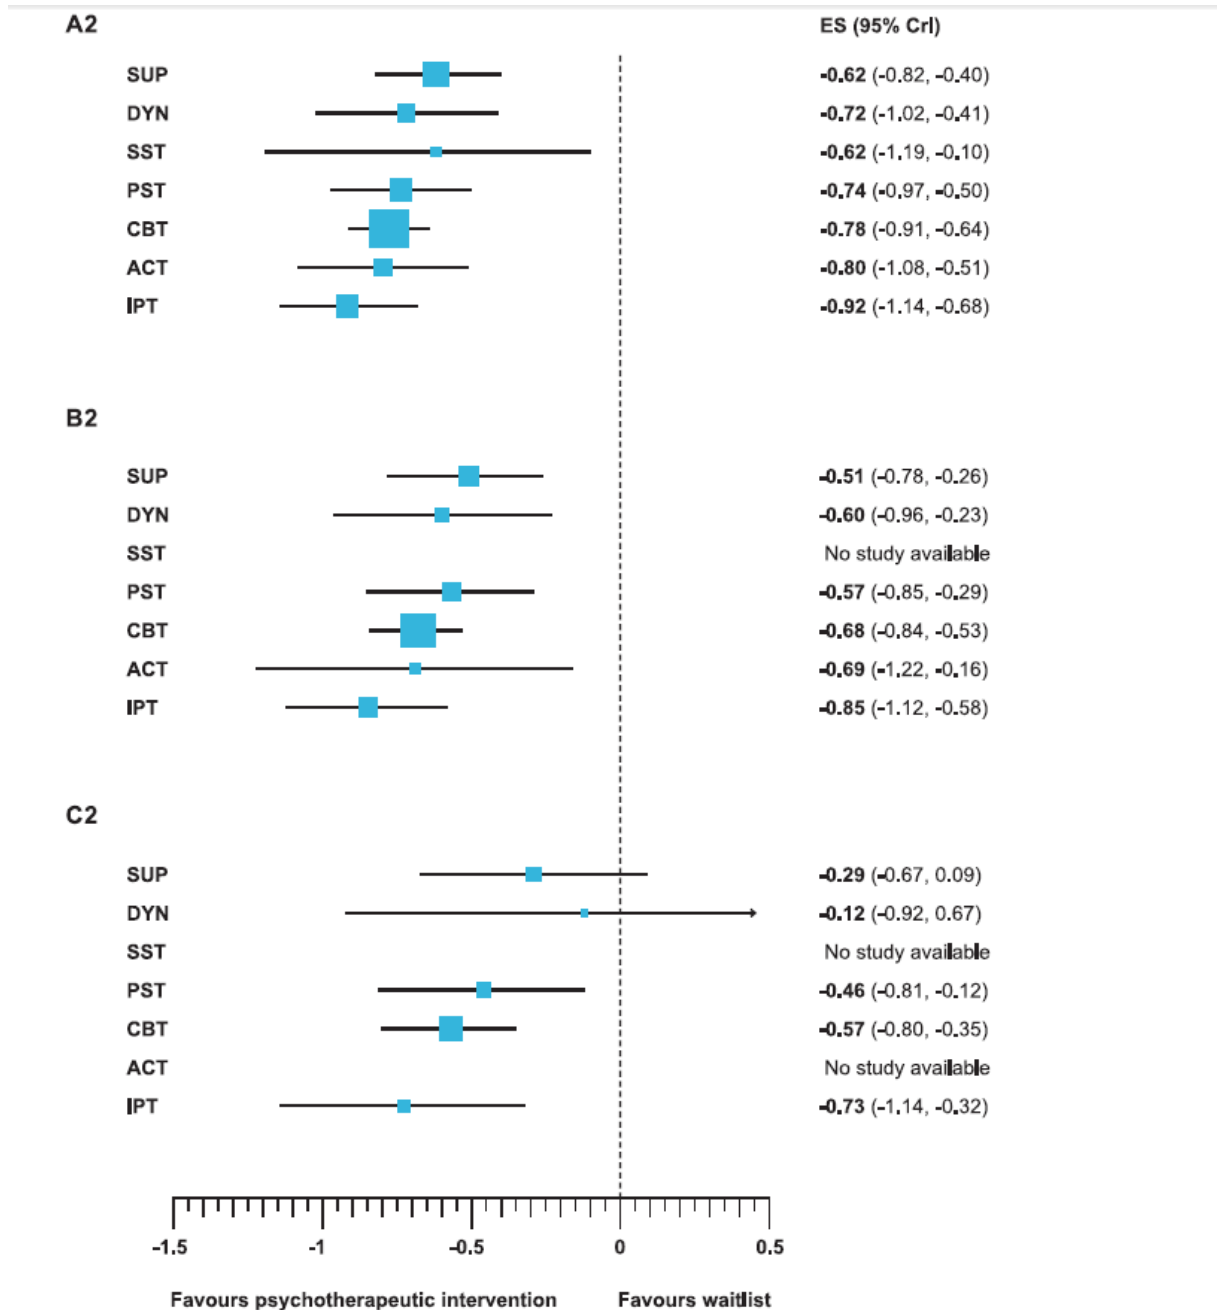 A2 ES (95% CrI)
SUP -0.62 (-0.82, -0.40)
DYN -0.72 (-1.02, -0.41)
SST -0.62 (-1.19, -0.10)
PST -0.74 (-0.97, -0.50)
CBT -0.78 (-0.91, -0.64)
ACT -0.80 (-1.08, -0.51)
IPT -0.92 (-1.14, -0.68)
B2
SUP -0.51 (-0.78, -0.26)
DYN -0.60 (-0.96, -0.23)
SST No study available
PST -0.57 (-0.85, -0.29)
CBT -0.68 (-0.84, -0.53)
ACT -0.69 (-1.22, -0.16)
IPT -0.85 (-1.12, -0.58)
C2
SUP -0.29 (-0.67, 0.09)
DYN -0.12 (-0.92, 0.67)
SST No study available
PST -0.46 (-0.81, -0.12)
CBT -0.57 (-0.80, -0.35)
ACT No study available
IPT -0.73 (-1.14, -0.32)
-1.5 -1 -0.5 0 0.5
Favours psychotherapeutic intervention Favours waitlist